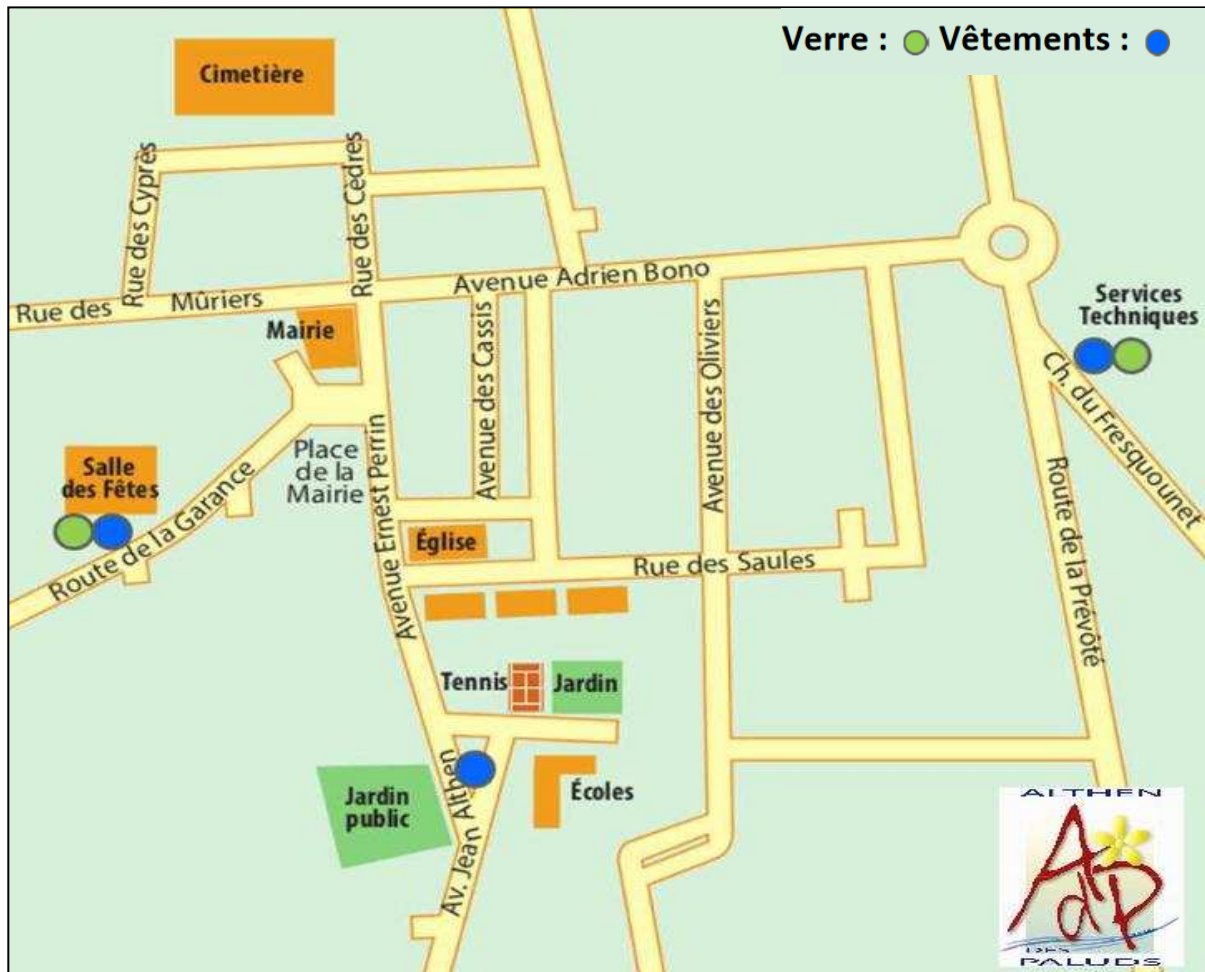 Verre : Vêtements :
Cimetière
Rue des Cyprès
Rue des Cèdres
Rue des Mûriers
Avenue Adrien Bono
Mairie
Avenue des Cassis
Avenue des Oliviers
Services
Techniques
Ch. du Fresquounet
Route de la Prévôté
Place
de la
Mairie
Salle
des Fêtes
Route de la Garance
Avenue Ernest Perrin
Église
Rue des Saules
Tennis
Jardin
Jardin
public
Av. Jean Althen
Écoles
ALTHEN
AdP
DES
PALUDS